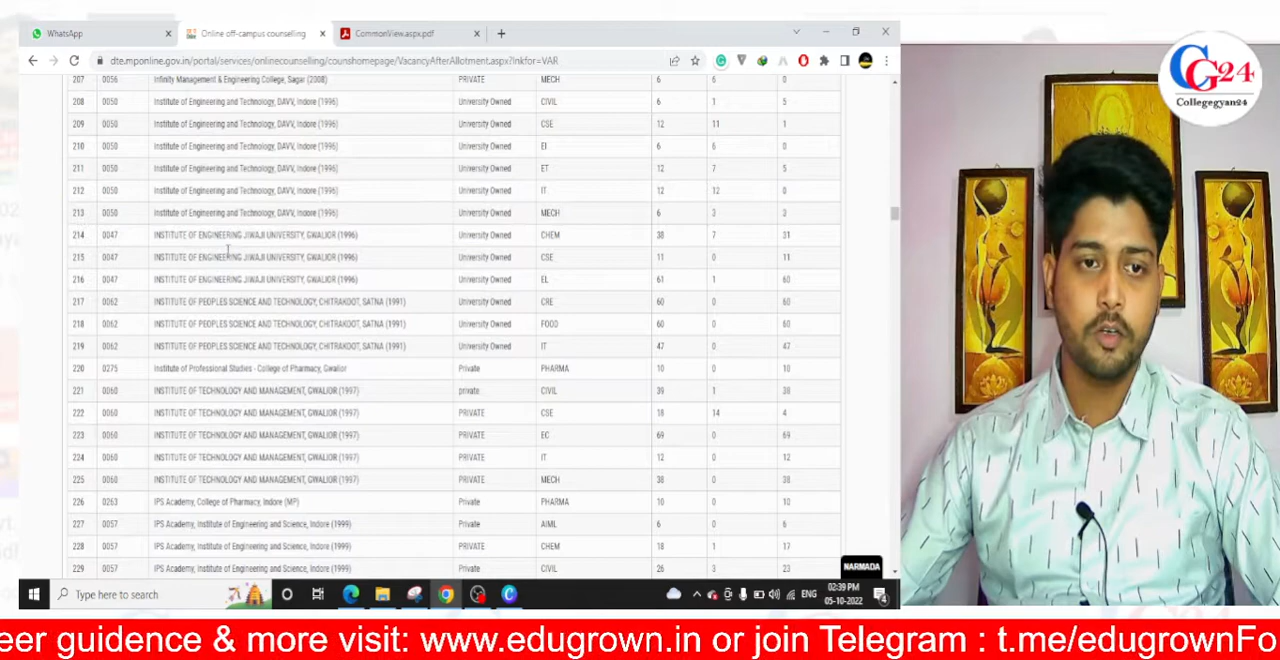 WhatsApp
Online off-campus counselling
CommonView.aspx.pdf
dte.mponline.gov.in/portal/services/onlinecounselling/counshomepage/VacancyAfterAllotment.aspx?lnkfor=VAR
207 0056 Infinity Management & Engineering College, Sagar (2008) PRIVATE MECH 6 6 0
208 0050 Institute of Engineering and Technology, DAVV, Indore (1996) University Owned CIVIL 6 1 5
209 0050 Institute of Engineering and Technology, DAVV, Indore (1996) University Owned CSE 12 11 1
210 0050 Institute of Engineering and Technology, DAVV, Indore (1996) University Owned EI 6 6 0
211 0050 Institute of Engineering and Technology, DAVV, Indore (1996) University Owned ET 12 7 5
212 0050 Institute of Engineering and Technology, DAVV, Indore (1996) University Owned IT 12 12 0
213 0050 Institute of Engineering and Technology, DAVV, Indore (1996) University Owned MECH 6 3 3
214 0047 INSTITUTE OF ENGINEERING JIWAJI UNIVERSITY, GWALIOR (1996) University Owned CHEM 38 7 31
215 0047 INSTITUTE OF ENGINEERING JIWAJI UNIVERSITY, GWALIOR (1996) University Owned CSE 11 0 11
216 0047 INSTITUTE OF ENGINEERING JIWAJI UNIVERSITY, GWALIOR (1996) University Owned EL 61 1 60
217 0062 INSTITUTE OF PEOPLES SCIENCE AND TECHNOLOGY, CHITRAKOOT, SATNA (1991) University Owned CRE 60 0 60
218 0062 INSTITUTE OF PEOPLES SCIENCE AND TECHNOLOGY, CHITRAKOOT, SATNA (1991) University Owned FOOD 60 0 60
219 0062 INSTITUTE OF PEOPLES SCIENCE AND TECHNOLOGY, CHITRAKOOT, SATNA (1991) University Owned IT 47 0 47
220 0275 Institute of Professional Studies - College of Pharmacy, Gwalior Private PHARMA 10 0 10
221 0060 INSTITUTE OF TECHNOLOGY AND MANAGEMENT, GWALIOR (1997) private CIVIL 39 1 38
222 0060 INSTITUTE OF TECHNOLOGY AND MANAGEMENT, GWALIOR (1997) PRIVATE CSE 18 14 4
223 0060 INSTITUTE OF TECHNOLOGY AND MANAGEMENT, GWALIOR (1997) PRIVATE EC 69 0 69
224 0060 INSTITUTE OF TECHNOLOGY AND MANAGEMENT, GWALIOR (1997) PRIVATE IT 12 0 12
225 0060 INSTITUTE OF TECHNOLOGY AND MANAGEMENT, GWALIOR (1997) PRIVATE MECH 38 0 38
226 0263 IPS Academy, College of Pharmacy, Indore (MP) Private PHARMA 10 0 10
227 0057 IPS Academy, Institute of Engineering and Science, Indore (1999) Private AIML 6 0 6
228 0057 IPS Academy, Institute of Engineering and Science, Indore (1999) PRIVATE CHEM 18 1 17
229 0057 IPS Academy, Institute of Engineering and Science, Indore (1999) Private CIVIL 26 3 23
NARMADA
Type here to search
ENG
02:39 PM
05-10-2022
CG24
Collegegyan24
eer guidence & more visit: www.edugrown.in or join Telegram : t.me/edugrownFo